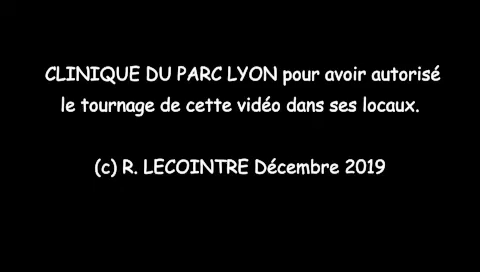 CLINIQUE DU PARC LYON pour avoir autorisé
le tournage de cette vidéo dans ses locaux.
(c) R. LECOINTRE Décembre 2019